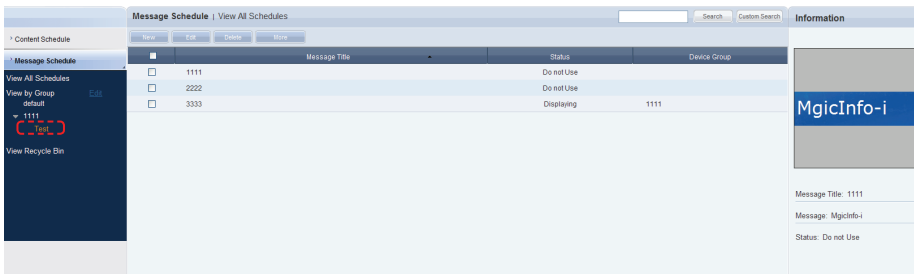 Message Schedule | View All Schedules
Search
Custom Search
Information
Content Schedule
Message Schedule
New
Edit
Delete
More
Message Title
Status
Device Group
1111
Do not Use
2222
Do not Use
3333
Displaying
1111
View All Schedules
View by Group
Edit
default
1111
Test
View Recycle Bin
MgicInfo-i
Message Title: 1111
Message: MgicInfo-i
Status: Do not Use